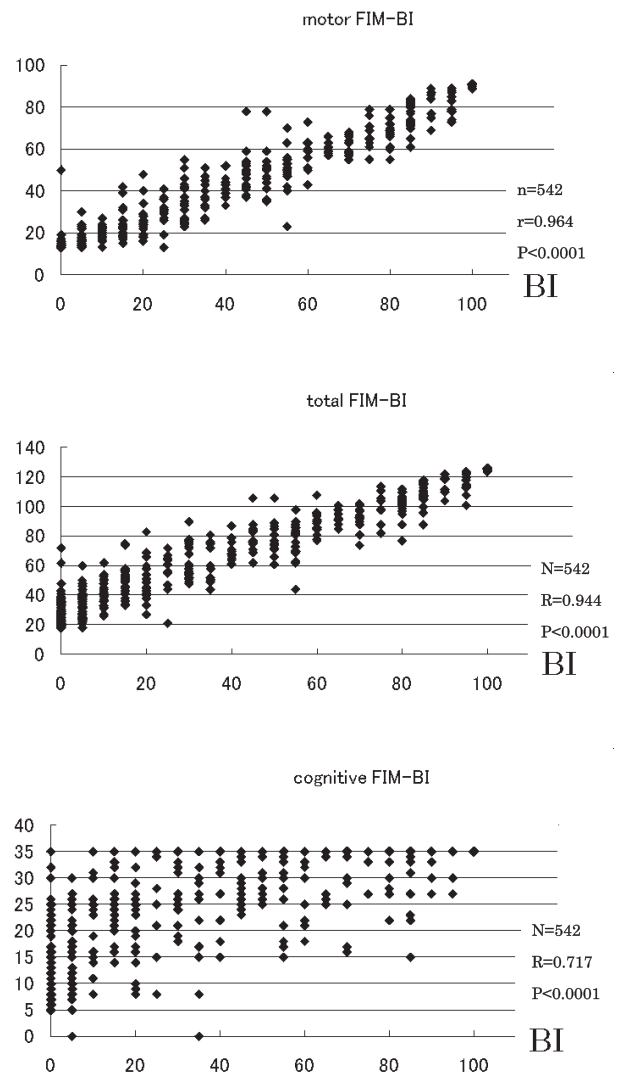 motor FIM-BI
100
80
60
40
20
0
n=542
r=0.964
P<0.0001
0 20 40 60 80 100
BI
total FIM-BI
140
120
100
80
60
40
20
0
N=542
R=0.944
P<0.0001
0 20 40 60 80 100
BI
cognitive FIM-BI
40
35
30
25
20
15
10
5
0
N=542
R=0.717
P<0.0001
0 20 40 60 80 100
BI